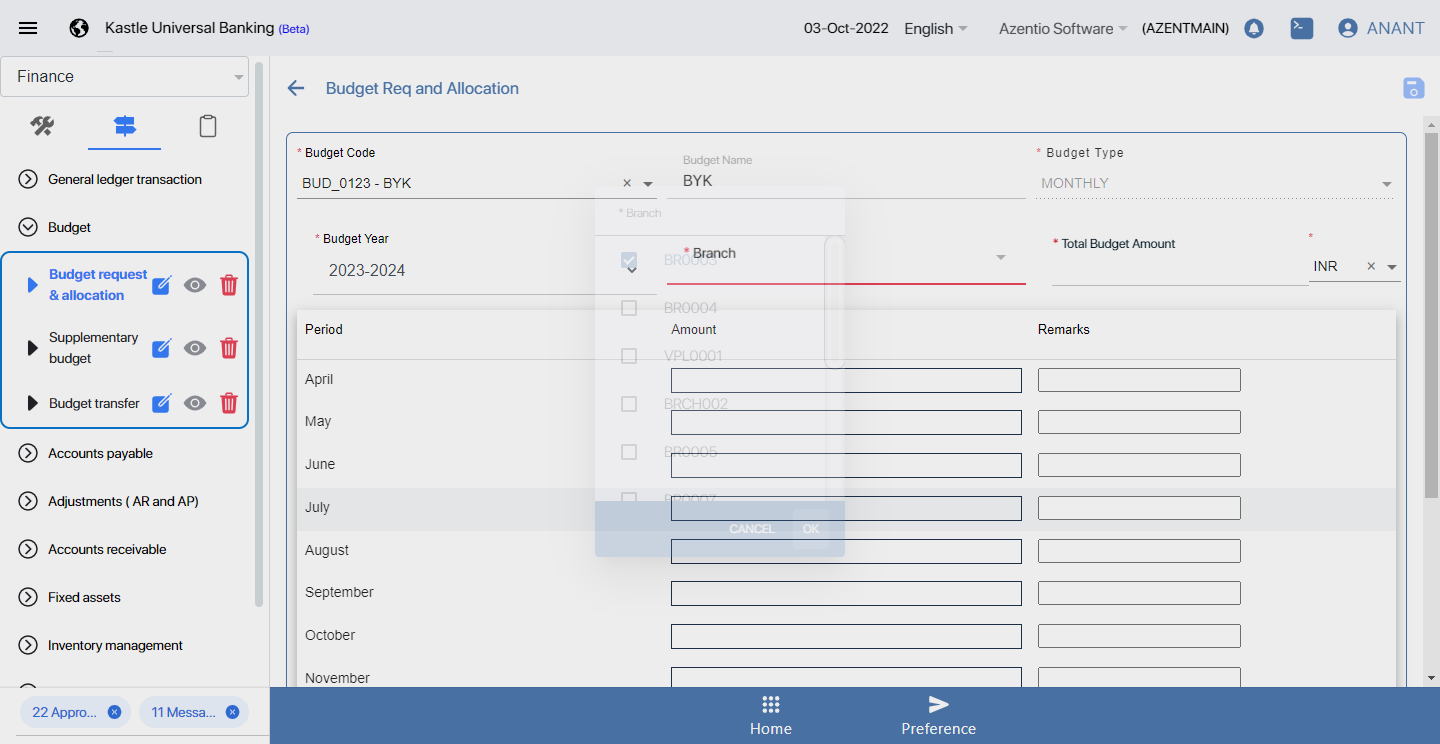 Kastle Universal Banking (Beta)
03-Oct-2022
English
Azentio Software
(AZENTMAIN)
ANANT
Finance
Budget Req and Allocation
General ledger transaction
Budget
Budget request
& allocation
Supplementary
budget
Budget transfer
Accounts payable
Adjustments ( AR and AP)
Accounts receivable
Fixed assets
Inventory management
22 Appro...
11 Messa...
* Budget Code
BUD_0123 - BYK
Budget Name
BYK
* Budget Type
MONTHLY
* Budget Year
2023-2024
* Branch
* Total Budget Amount
*
INR
* Branch
BR0003
BR0004
VPL0001
BRCH002
BR0005
BR0007
CANCEL
OK
Period
Amount
Remarks
April
May
June
July
August
September
October
November
Home
Preference